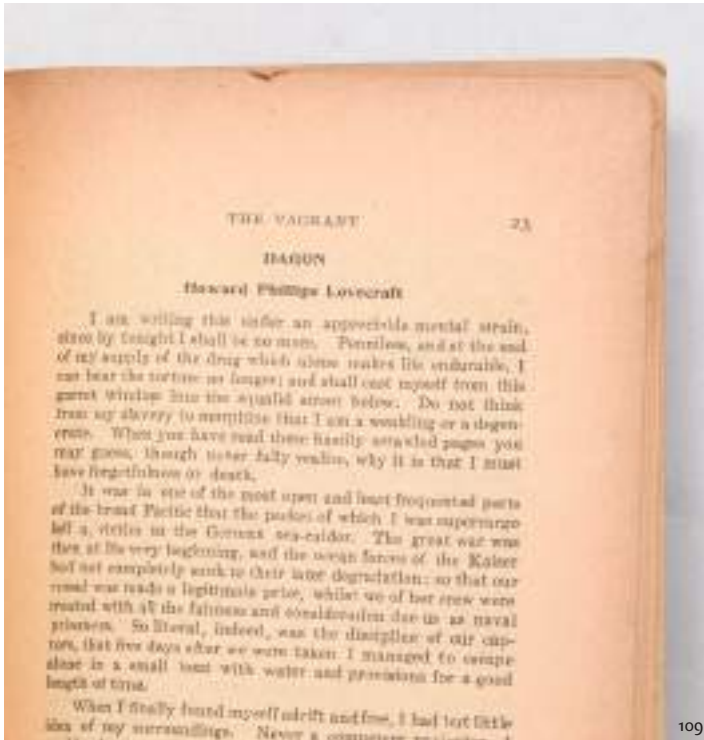 THE VAGRANT 23
DAGON
Howard Phillips Lovecraft
I am writing this under an appreciable mental strain,
since by tonight I shall be no more. Penniless, and at the end
of my supply of the drug which alone makes life endurable, I
can bear the torture no longer; and shall cast myself from this
garret window into the squalid street below. Do not think
from my slavery to morphine that I am a weakling or a degen-
erate. When you have read these hastily scrawled pages you
may guess, though never fully realize, why it is that I must
have forgetfulness or death.
It was in one of the most open and least frequented parts
of the broad Pacific that the packet of which I was supercargo
fell a victim to the German sea-raider. The great war was
then at its very beginning, and the ocean forces of the Kaiser
had not completely sunk to their later degradation; so that our
vessel was made a legitimate prize, whilst we of her crew were
treated with all the fairness and consideration due us as naval
prisoners. So liberal, indeed, was the discipline of our cap-
tors, that five days after we were taken I managed to escape
alone in a small boat with water and provisions for a good
length of time.
When I finally found myself adrift and free, I had but little
idea of my surroundings. Never a competent
109